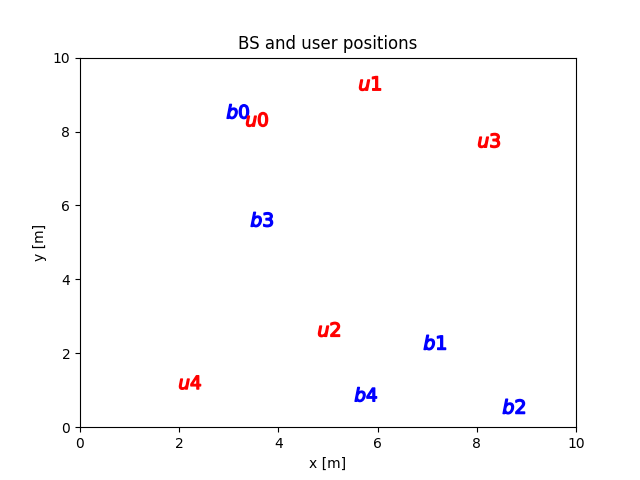 BS and user positions
10
u1
b0
u0
8
u3
6
b3
y [m]
4
u2
b1
2
u4
b4
b2
0
0 2 4 6 8 10
x [m]